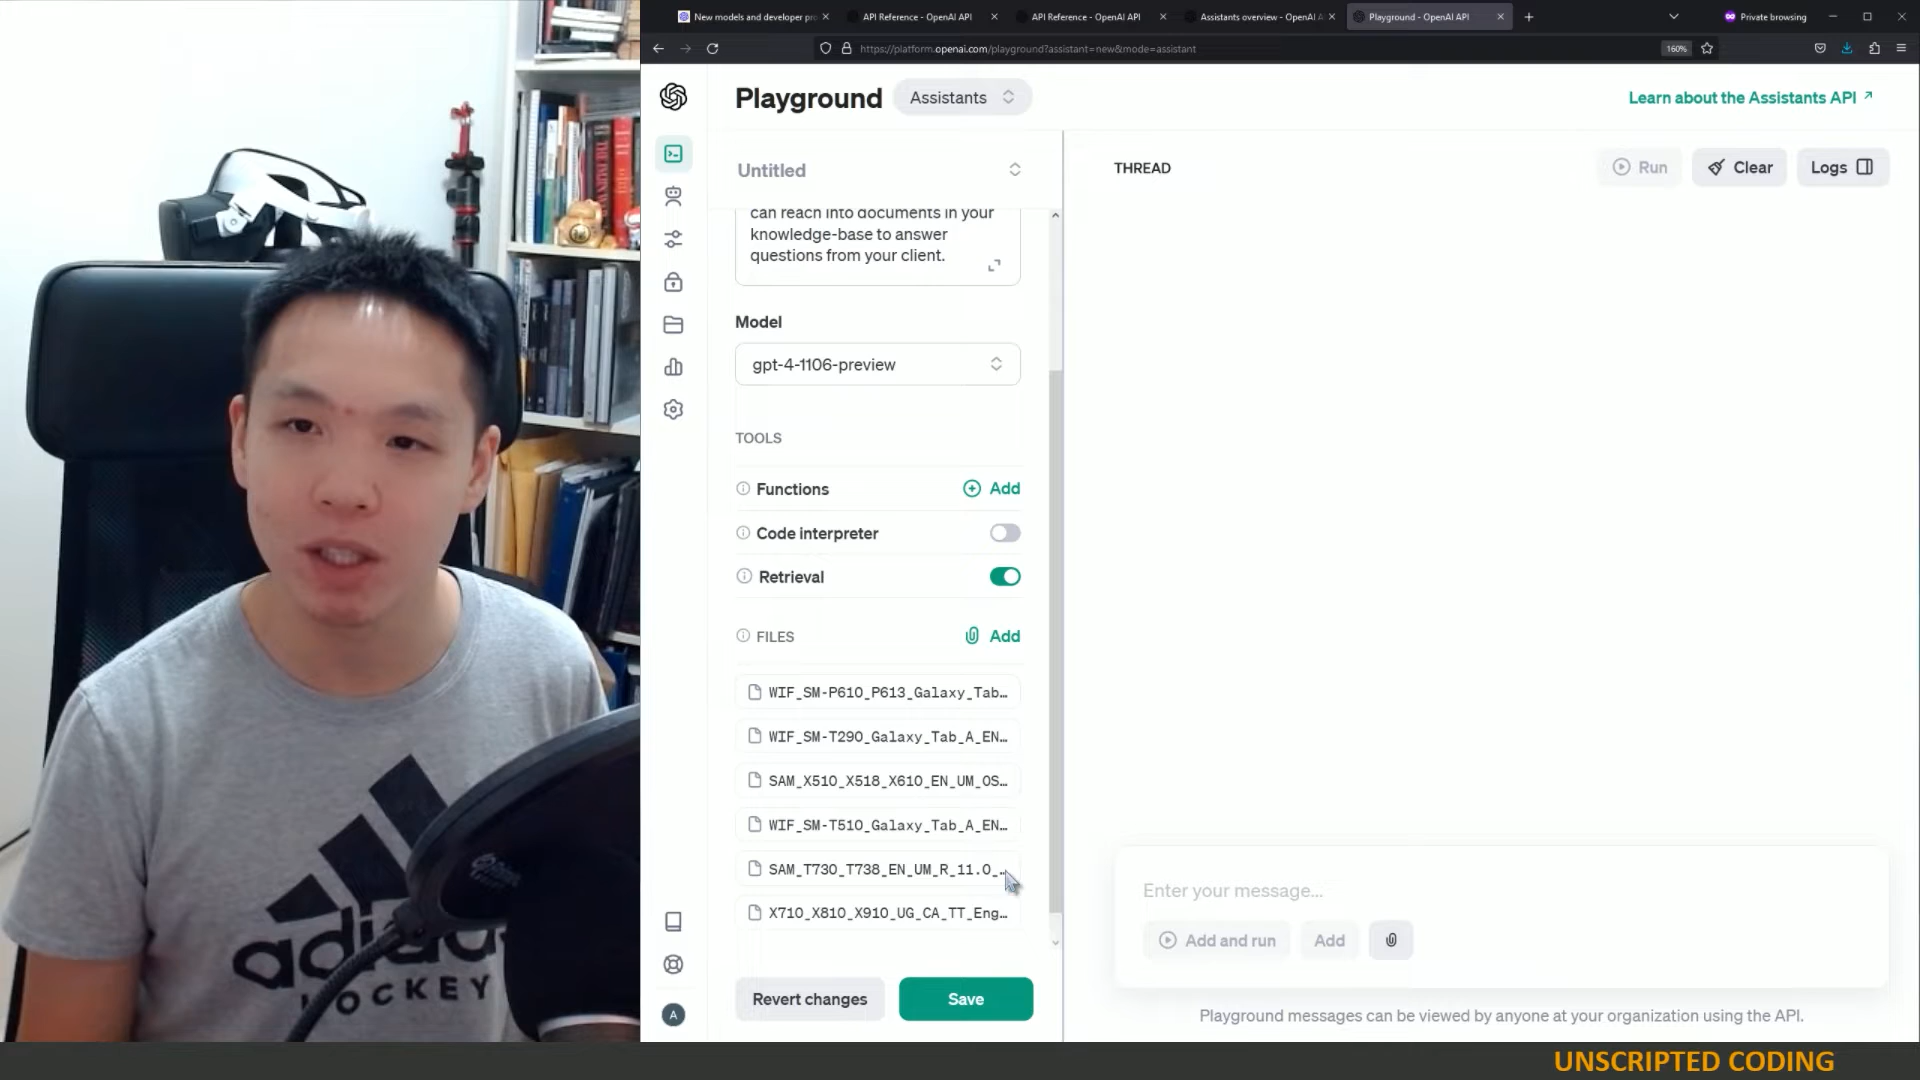 New models and developer pro
API Reference - OpenAI API
API Reference - OpenAI API
Assistants overview - OpenAI A
Playground - OpenAI API
Private browsing
https://platform.openai.com/playground?assistant=new&mode=assistant
160%
Playground
Assistants
Learn about the Assistants API
Untitled
THREAD
Run
Clear
Logs
can reach into documents in your
knowledge-base to answer
questions from your client.
Model
gpt-4-1106-preview
TOOLS
Functions
Add
Code interpreter
Retrieval
FILES
Add
WIF_SM-P610_P613_Galaxy_Tab…
WIF_SM-T290_Galaxy_Tab_A_EN…
SAM_X510_X518_X610_EN_UM_OS…
WIF_SM-T510_Galaxy_Tab_A_EN…
SAM_T730_T738_EN_UM_R_11.0_…
X710_X810_X910_UG_CA_TT_Eng…
Enter your message...
Add and run
Add
Revert changes
Save
A
Playground messages can be viewed by anyone at your organization using the API.
adidas
HOCKEY
UNSCRIPTED CODING